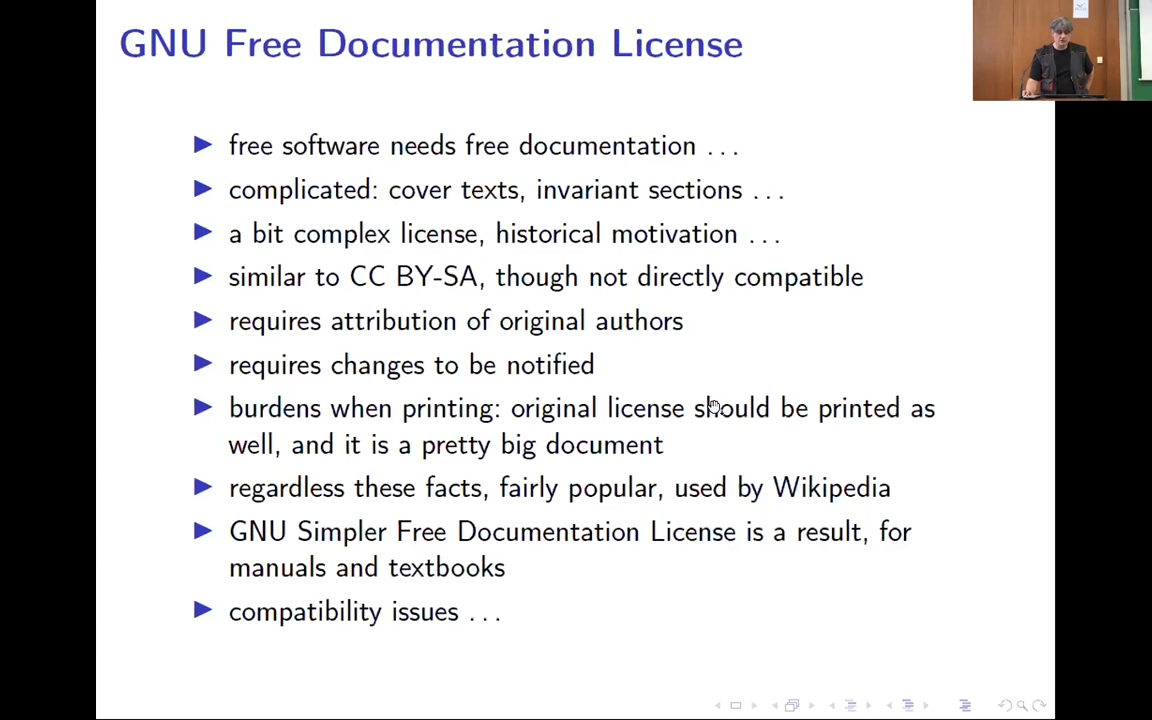 GNU Free Documentation License
free software needs free documentation . . .
complicated: cover texts, invariant sections . . .
a bit complex license, historical motivation . . .
similar to CC BY-SA, though not directly compatible
requires attribution of original authors
requires changes to be notified
burdens when printing: original license should be printed as
well, and it is a pretty big document
regardless these facts, fairly popular, used by Wikipedia
GNU Simpler Free Documentation License is a result, for
manuals and textbooks
compatibility issues . . .